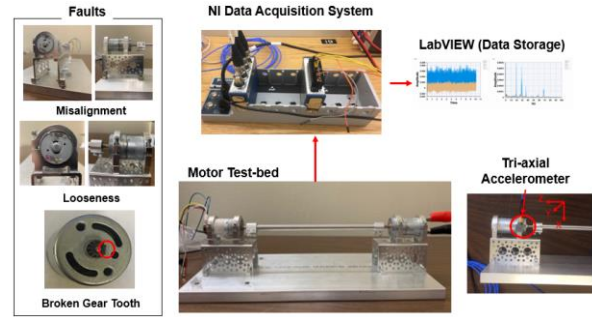 Faults
Misalignment
Looseness
Broken Gear Tooth
NI Data Acquisition System
LabVIEW (Data Storage)
Motor Test-bed
Tri-axial
Accelerometer